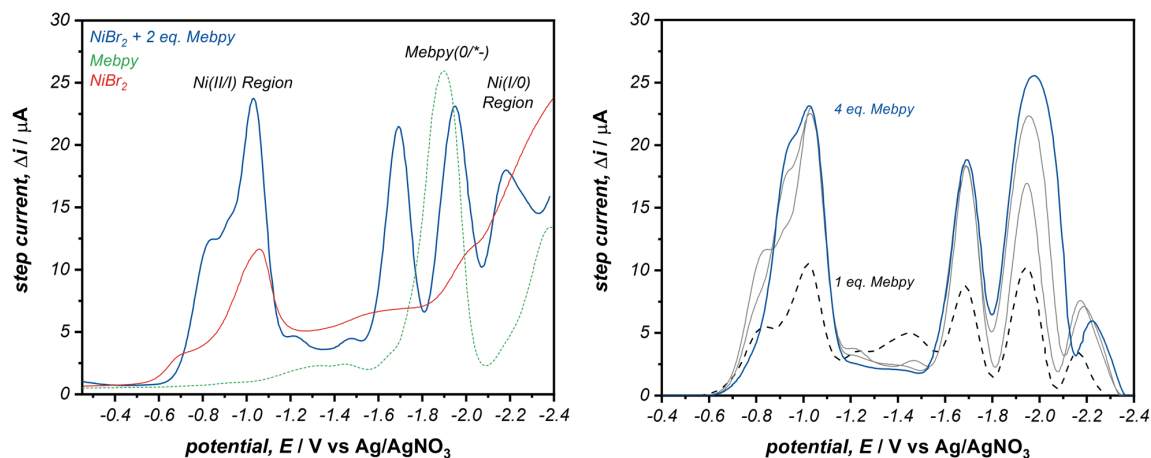 30
25
20
15
10
5
0
step current, Δi / μA
NiBr2 + 2 eq. Mebpy
Mebpy
NiBr2
Ni(II/I) Region
Mebpy(0/*-)
Ni(I/0)
Region
-0.4 -0.6 -0.8 -1.0 -1.2 -1.4 -1.6 -1.8 -2.0 -2.2 -2.4
potential, E / V vs Ag/AgNO3
30
25
20
15
10
5
0
step current, Δi / μA
4 eq. Mebpy
1 eq. Mebpy
-0.4 -0.6 -0.8 -1.0 -1.2 -1.4 -1.6 -1.8 -2.0 -2.2 -2.4
potential, E / V vs Ag/AgNO3